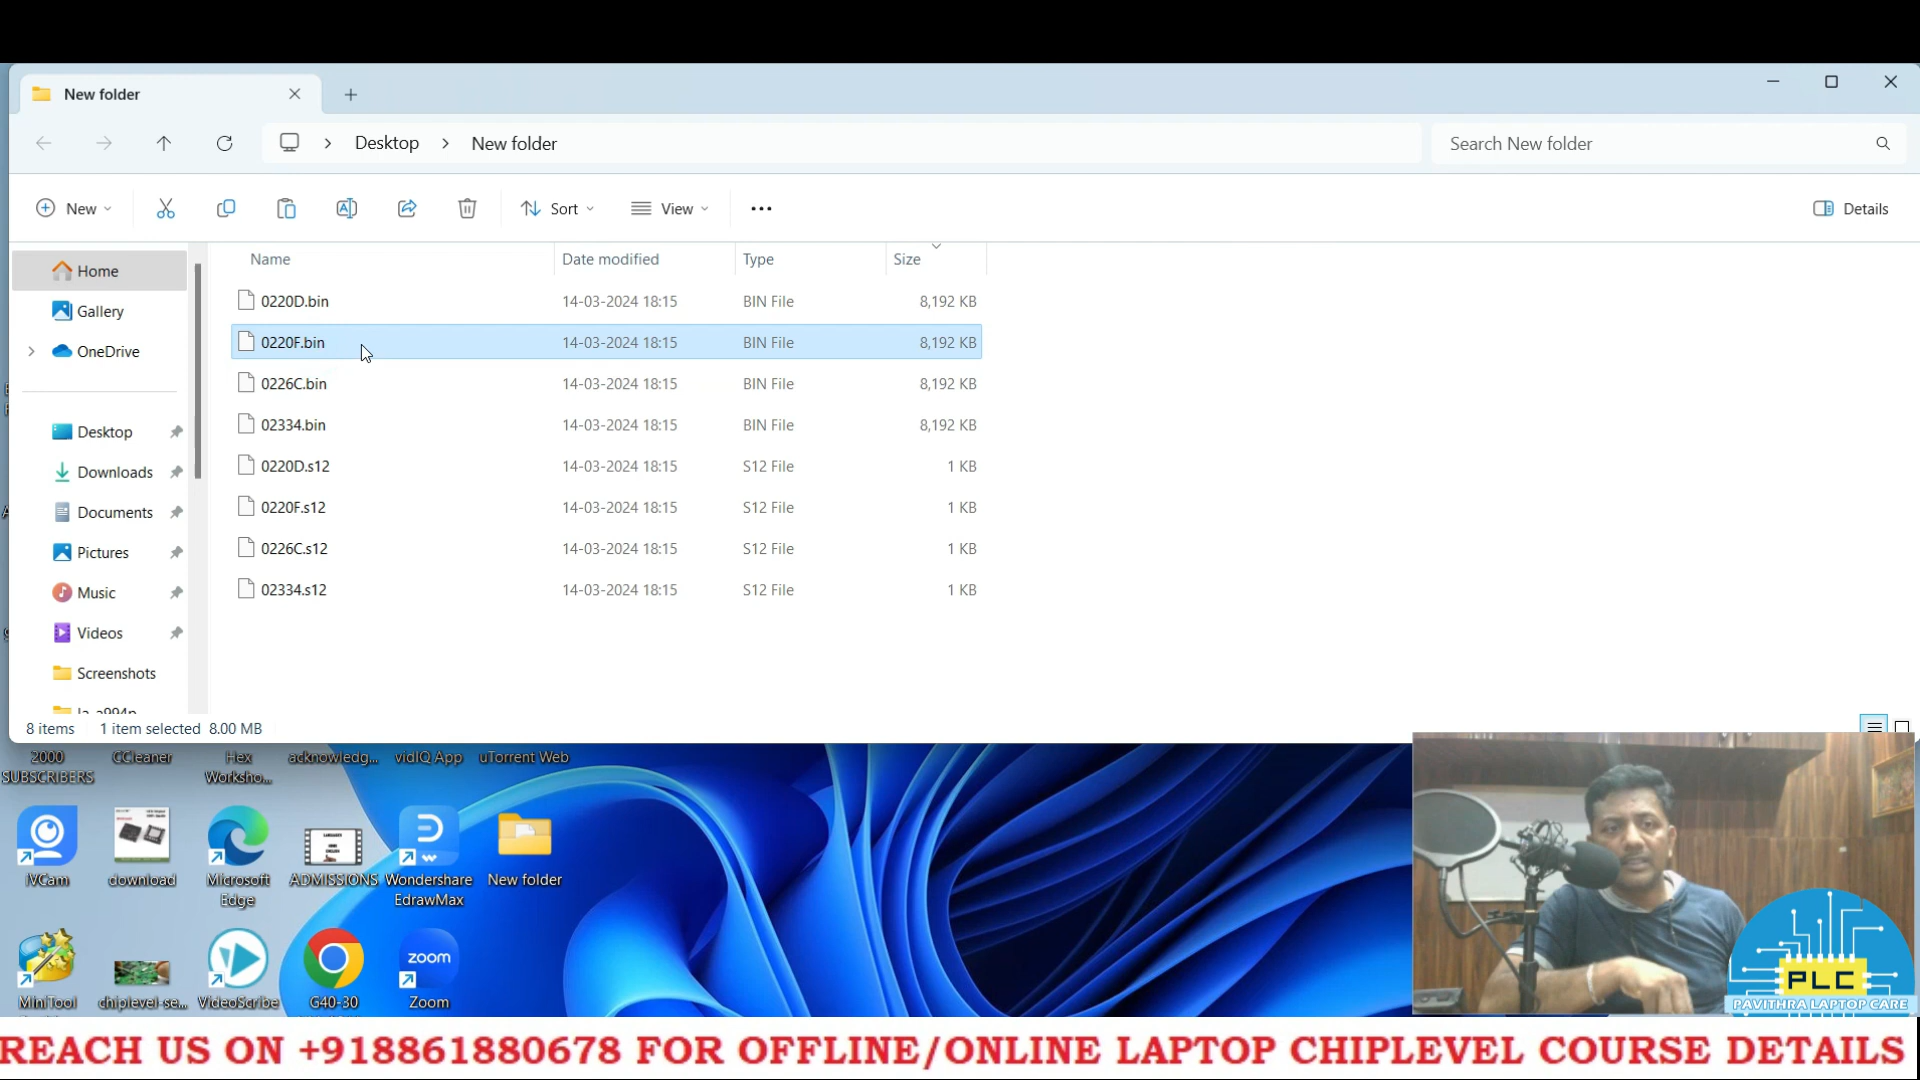 New folder
Desktop > New folder
Search New folder
New
Sort
View
Details
Name Date modified Type Size
0220D.bin 14-03-2024 18:15 BIN File 8,192 KB
0220F.bin 14-03-2024 18:15 BIN File 8,192 KB
0226C.bin 14-03-2024 18:15 BIN File 8,192 KB
02334.bin 14-03-2024 18:15 BIN File 8,192 KB
0220D.s12 14-03-2024 18:15 S12 File 1 KB
0220F.s12 14-03-2024 18:15 S12 File 1 KB
0226C.s12 14-03-2024 18:15 S12 File 1 KB
02334.s12 14-03-2024 18:15 S12 File 1 KB
Home
Gallery
OneDrive
Desktop
Downloads
Documents
Pictures
Music
Videos
Screenshots
la-a994p
8 items 1 item selected 8.00 MB
2000
SUBSCRIBERS
CCleaner
Hex
Worksho...
acknowledg...
vidIQ App
uTorrent Web
iVCam
download
Microsoft
Edge
ADMISSIONS
Wondershare
EdrawMax
New folder
MiniTool
chiplevel-se...
VideoScribe
G40-30
zoom
Zoom
PLC
PAVITHRA LAPTOP CARE
REACH US ON +918861880678 FOR OFFLINE/ONLINE LAPTOP CHIPLEVEL COURSE DETAILS